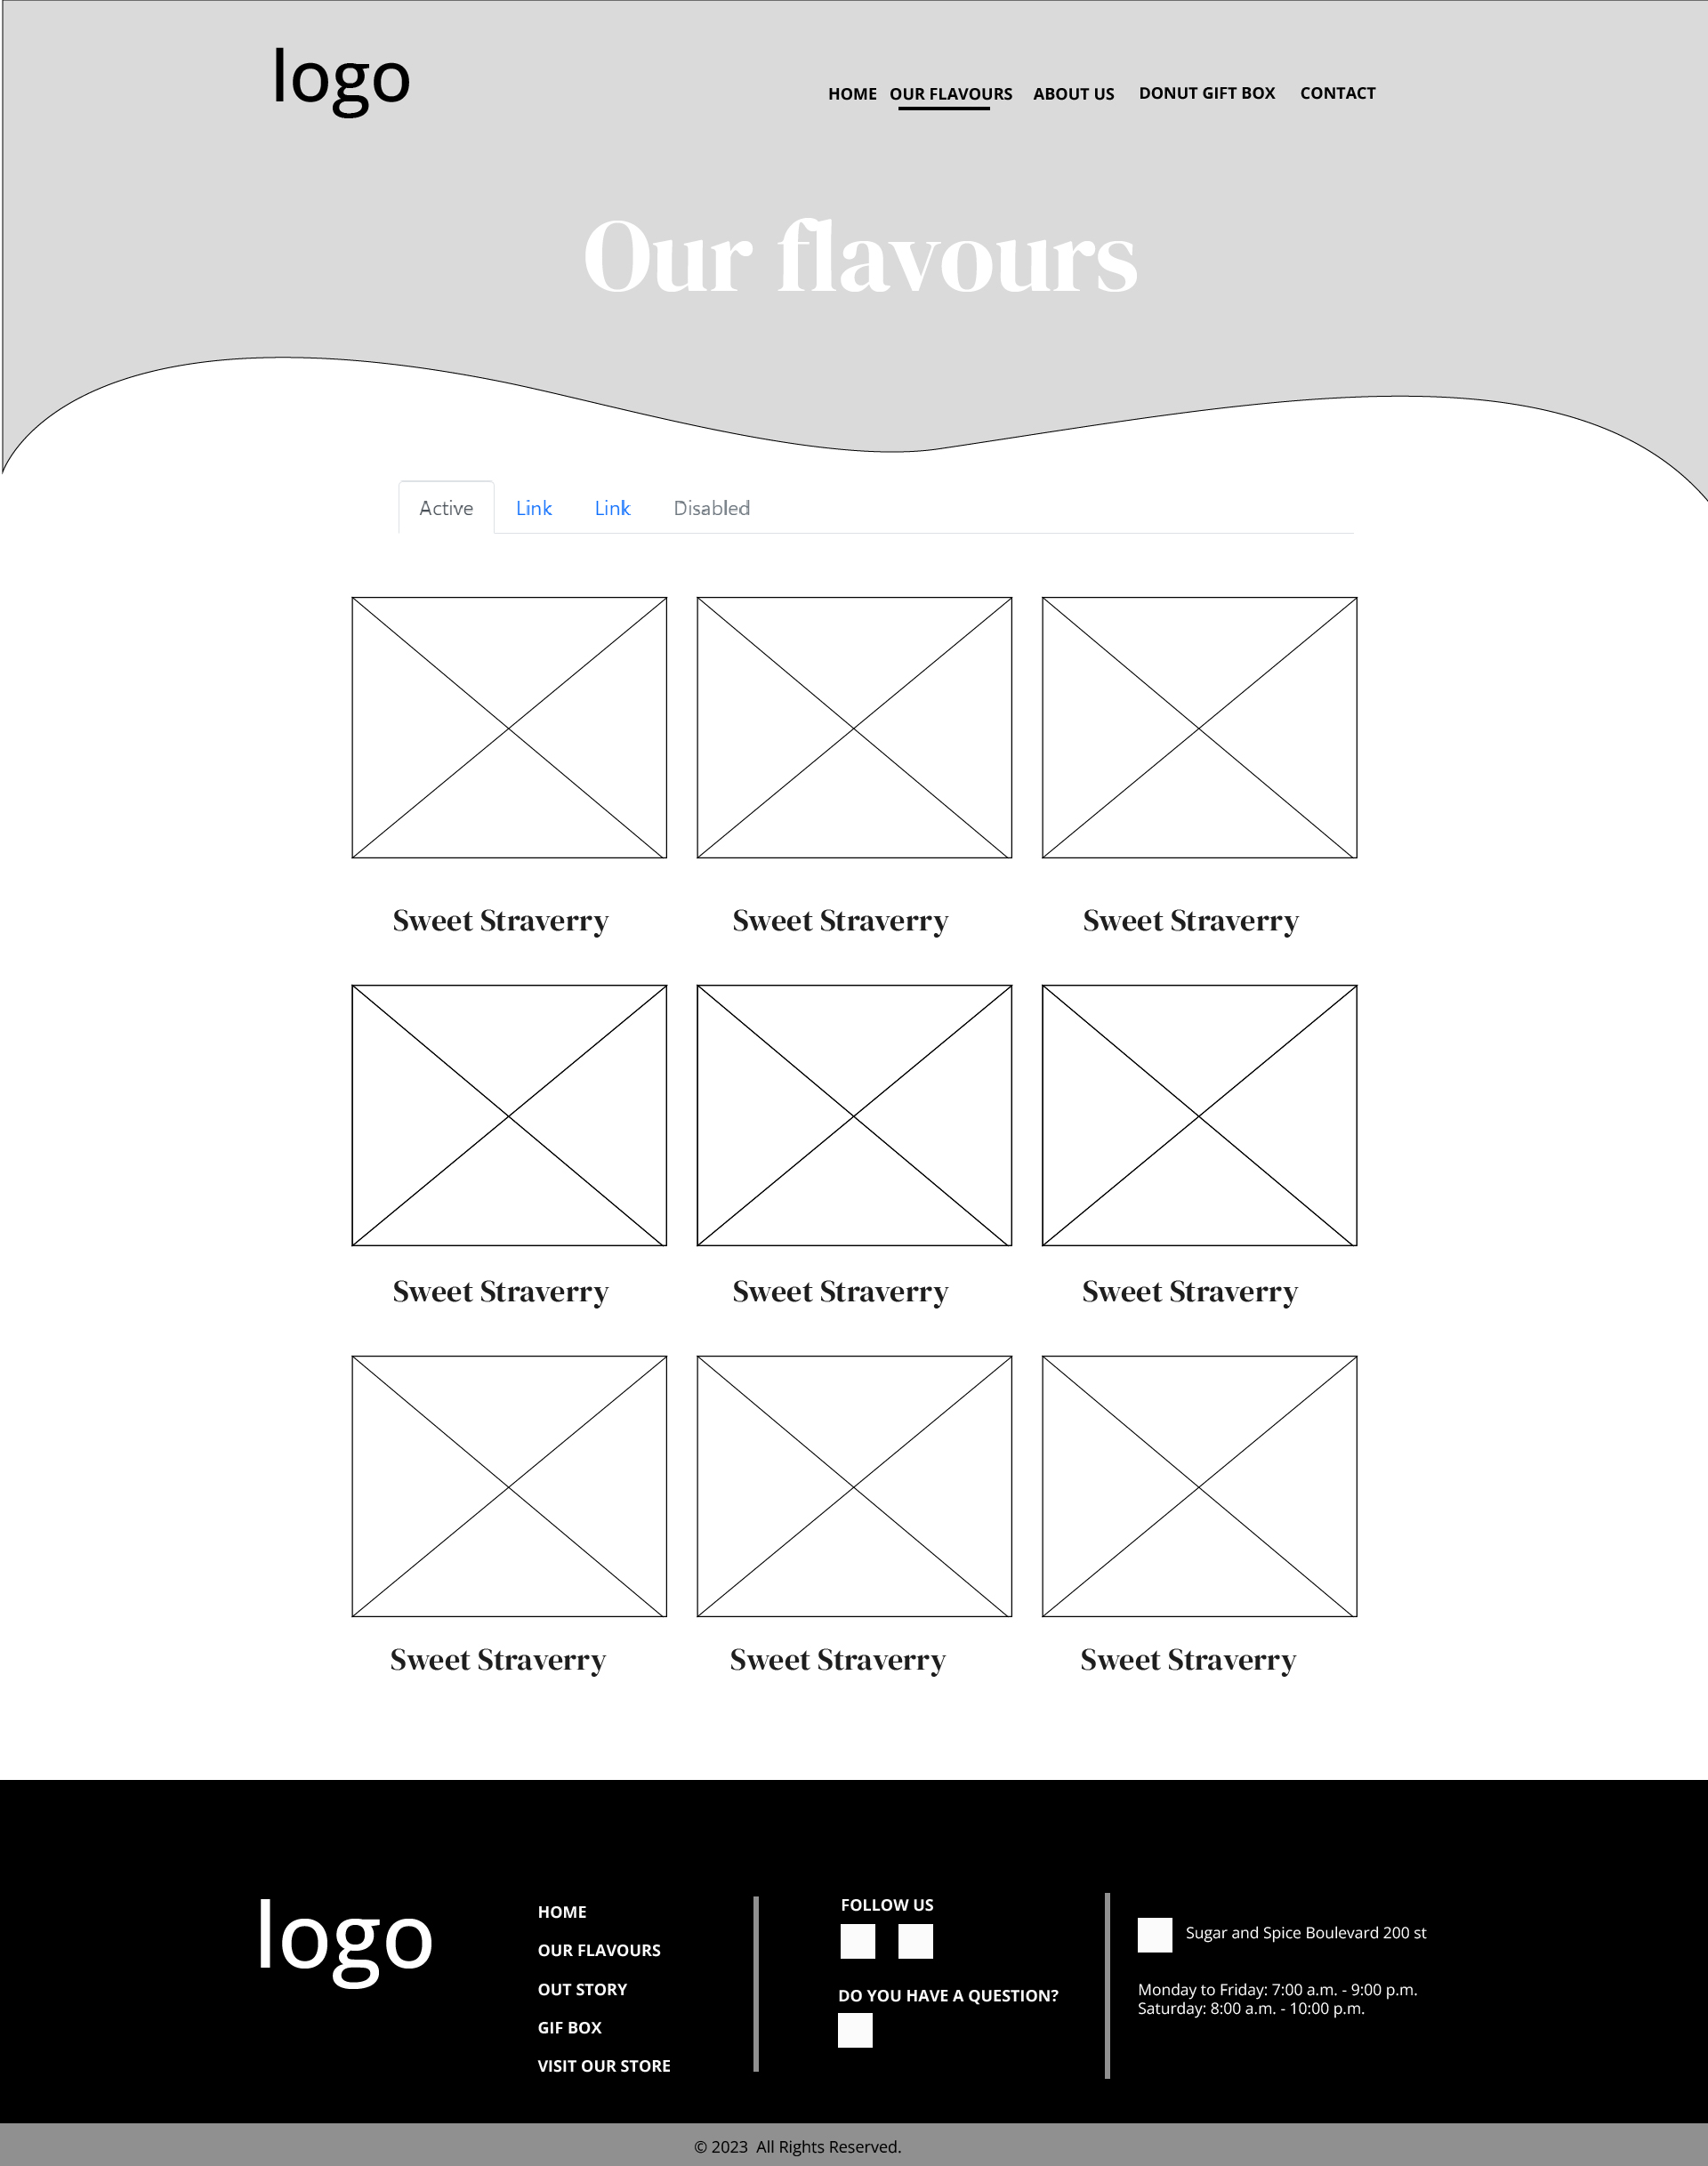 logo
HOME OUR FLAVOURS ABOUT US DONUT GIFT BOX CONTACT
Our flavours
Active Link Link Disabled
Sweet Straverry Sweet Straverry Sweet Straverry
Sweet Straverry Sweet Straverry Sweet Straverry
Sweet Straverry Sweet Straverry Sweet Straverry
logo
HOME
OUR FLAVOURS
OUT STORY
GIF BOX
VISIT OUR STORE
FOLLOW US
DO YOU HAVE A QUESTION?
Sugar and Spice Boulevard 200 st
Monday to Friday: 7:00 a.m. - 9:00 p.m.
Saturday: 8:00 a.m. - 10:00 p.m.
© 2023 All Rights Reserved.